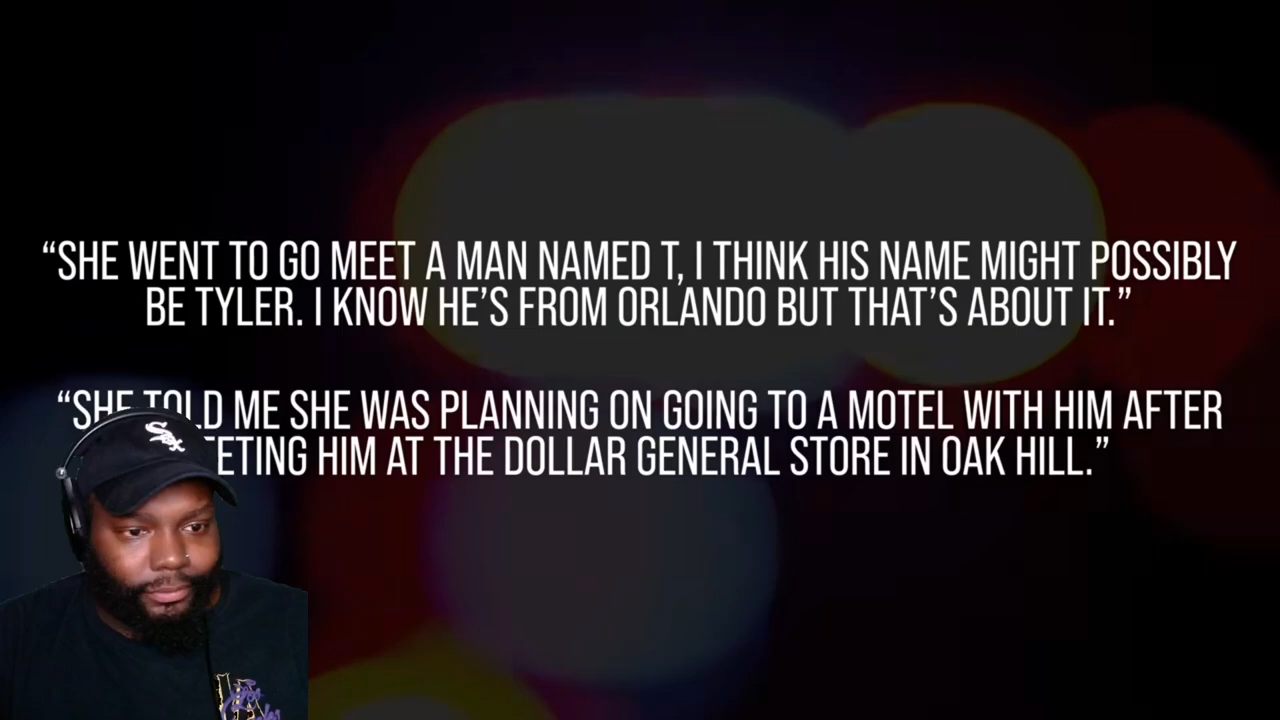 “SHE WENT TO GO MEET A MAN NAMED T, I THINK HIS NAME MIGHT POSSIBLY
BE TYLER. I KNOW HE’S FROM ORLANDO BUT THAT’S ABOUT IT.”
“SHE TOLD ME SHE WAS PLANNING ON GOING TO A MOTEL WITH HIM AFTER
ETING HIM AT THE DOLLAR GENERAL STORE IN OAK HILL.”
Sox